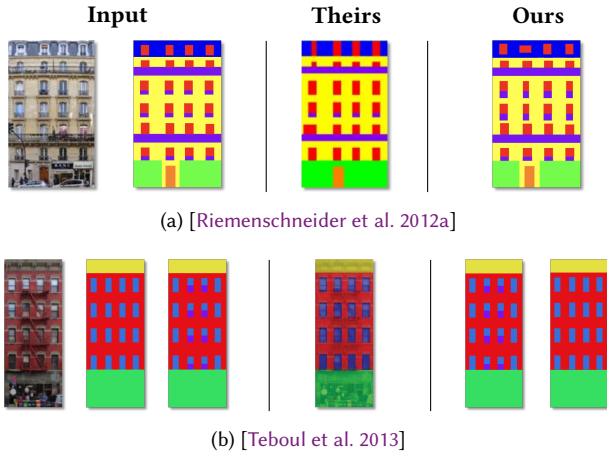 Input Theirs Ours
(a) [Riemenschneider et al. 2012a]
(b) [Teboul et al. 2013]